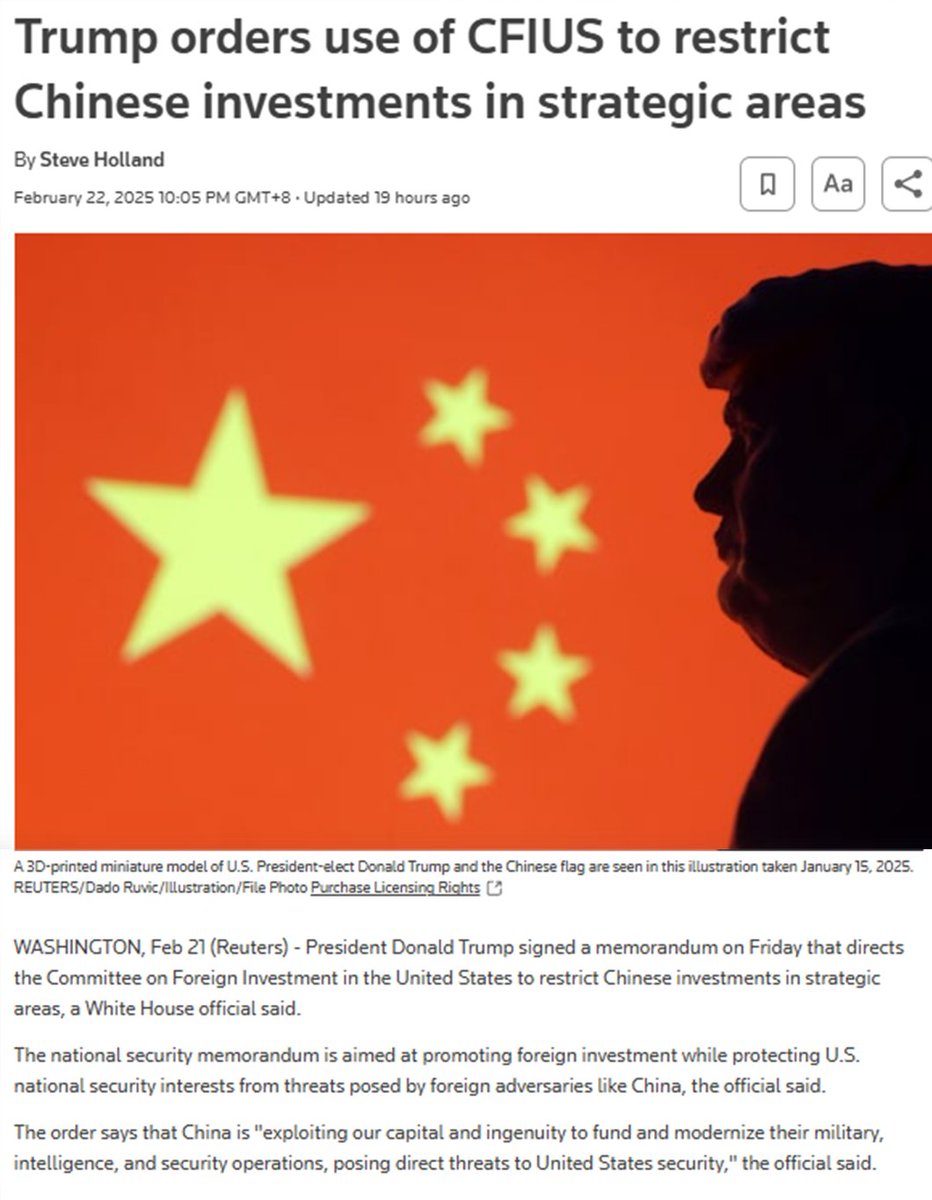 Trump orders use of CFIUS to restrict
Chinese investments in strategic areas
By Steve Holland
February 22, 2025 10:05 PM GMT+8 · Updated 19 hours ago
Aa
A 3D-printed miniature model of U.S. President-elect Donald Trump and the Chinese flag are seen in this illustration taken January 15, 2025.
REUTERS/Dado Ruvic/Illustration/File Photo Purchase Licensing Rights
WASHINGTON, Feb 21 (Reuters) - President Donald Trump signed a memorandum on Friday that directs
the Committee on Foreign Investment in the United States to restrict Chinese investments in strategic
areas, a White House official said.
The national security memorandum is aimed at promoting foreign investment while protecting U.S.
national security interests from threats posed by foreign adversaries like China, the official said.
The order says that China is "exploiting our capital and ingenuity to fund and modernize their military,
intelligence, and security operations, posing direct threats to United States security," the official said.